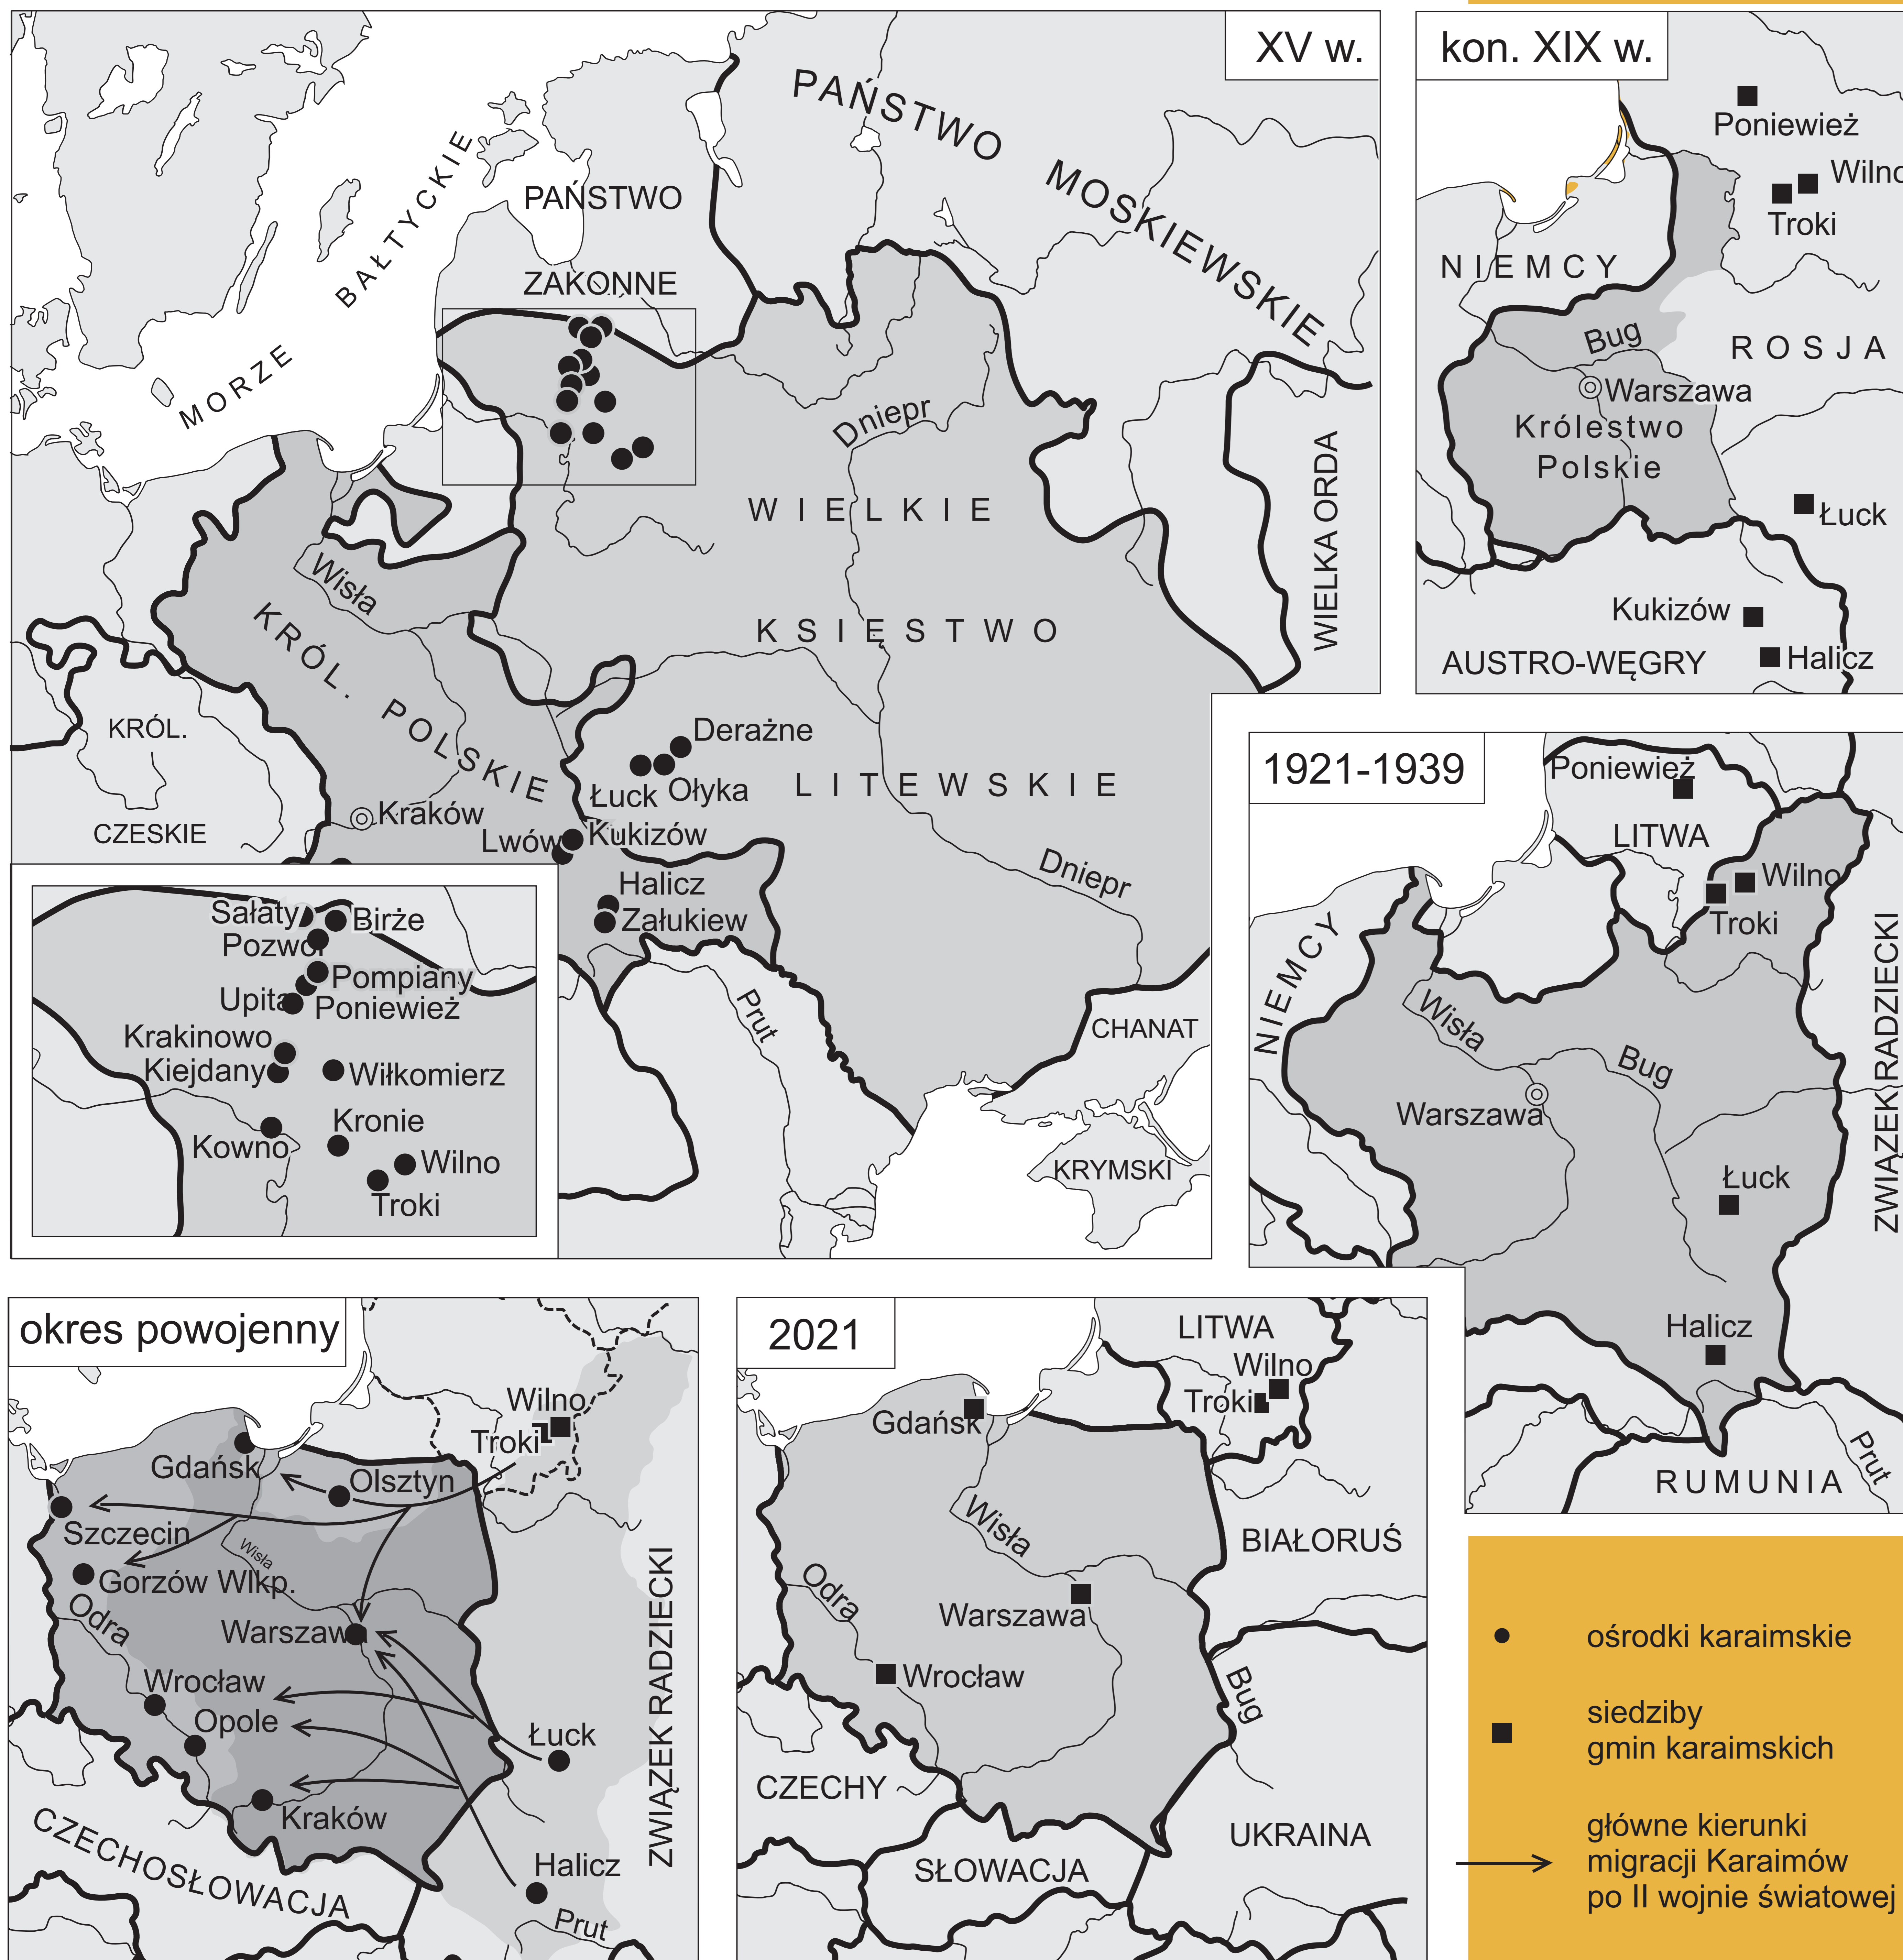 XV w.
PAŃSTWO MOSKIEWSKIE
PAŃSTWO
ZAKONNE
MORZE BAŁTYCKIE
Dniepr
WIELKIE
KSIĘSTWO
LITEWSKIE
WIELKA ORDA
Wisła
KRÓL. POLSKIE
KRÓL.
CZESKIE
Kraków
Derażne
Łuck
Ołyka
Lwów
Kukizów
Halicz
Załukiew
Dniepr
Prut
CHANAT
KRYMSKI
Sałaty
Birże
Pozwol
Pompiany
Upita
Poniewież
Krakinowo
Kiejdany
Wiłkomierz
Kronie
Kowno
Wilno
Troki
kon. XIX w.
Poniewież
Wilno
Troki
NIEMCY
Bug
ROSJA
Warszawa
Królestwo
Polskie
Łuck
Kukizów
AUSTRO-WĘGRY
Halicz
1921-1939
Poniewież
LITWA
Wilno
Troki
NIEMCY
Wisła
Bug
Warszawa
ZWIĄZEK RADZIECKI
Łuck
Halicz
Prut
RUMUNIA
okres powojenny
Wilno
Troki
Gdańsk
Olsztyn
Szczecin
Wisła
Gorzów Wlkp.
Odra
Warszawa
Wrocław
Opole
Łuck
ZWIĄZEK RADZIECKI
Kraków
CZECHOSŁOWACJA
Halicz
Prut
2021
LITWA
Wilno
Troki
Gdańsk
Wisła
BIAŁORUŚ
Odra
Warszawa
Wrocław
Bug
CZECHY
UKRAINA
SŁOWACJA
ośrodki karaimskie
siedziby
gmin karaimskich
główne kierunki
migracji Karaimów
po II wojnie światowej